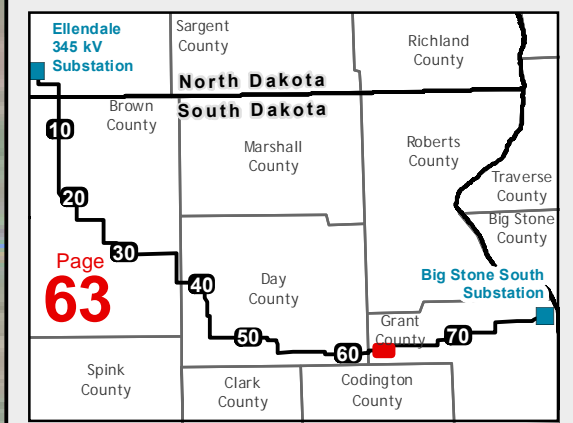 Ellendale
345 kV
Substation
Sargent
County
Richland
County
North Dakota
South Dakota
Brown
County
10
Marshall
County
Roberts
County
Traverse
County
20
Big Stone
County
30
Page
63
40
Day
County
Big Stone South
Substation
50
60
Grant
County
70
Spink
County
Clark
County
Codington
County